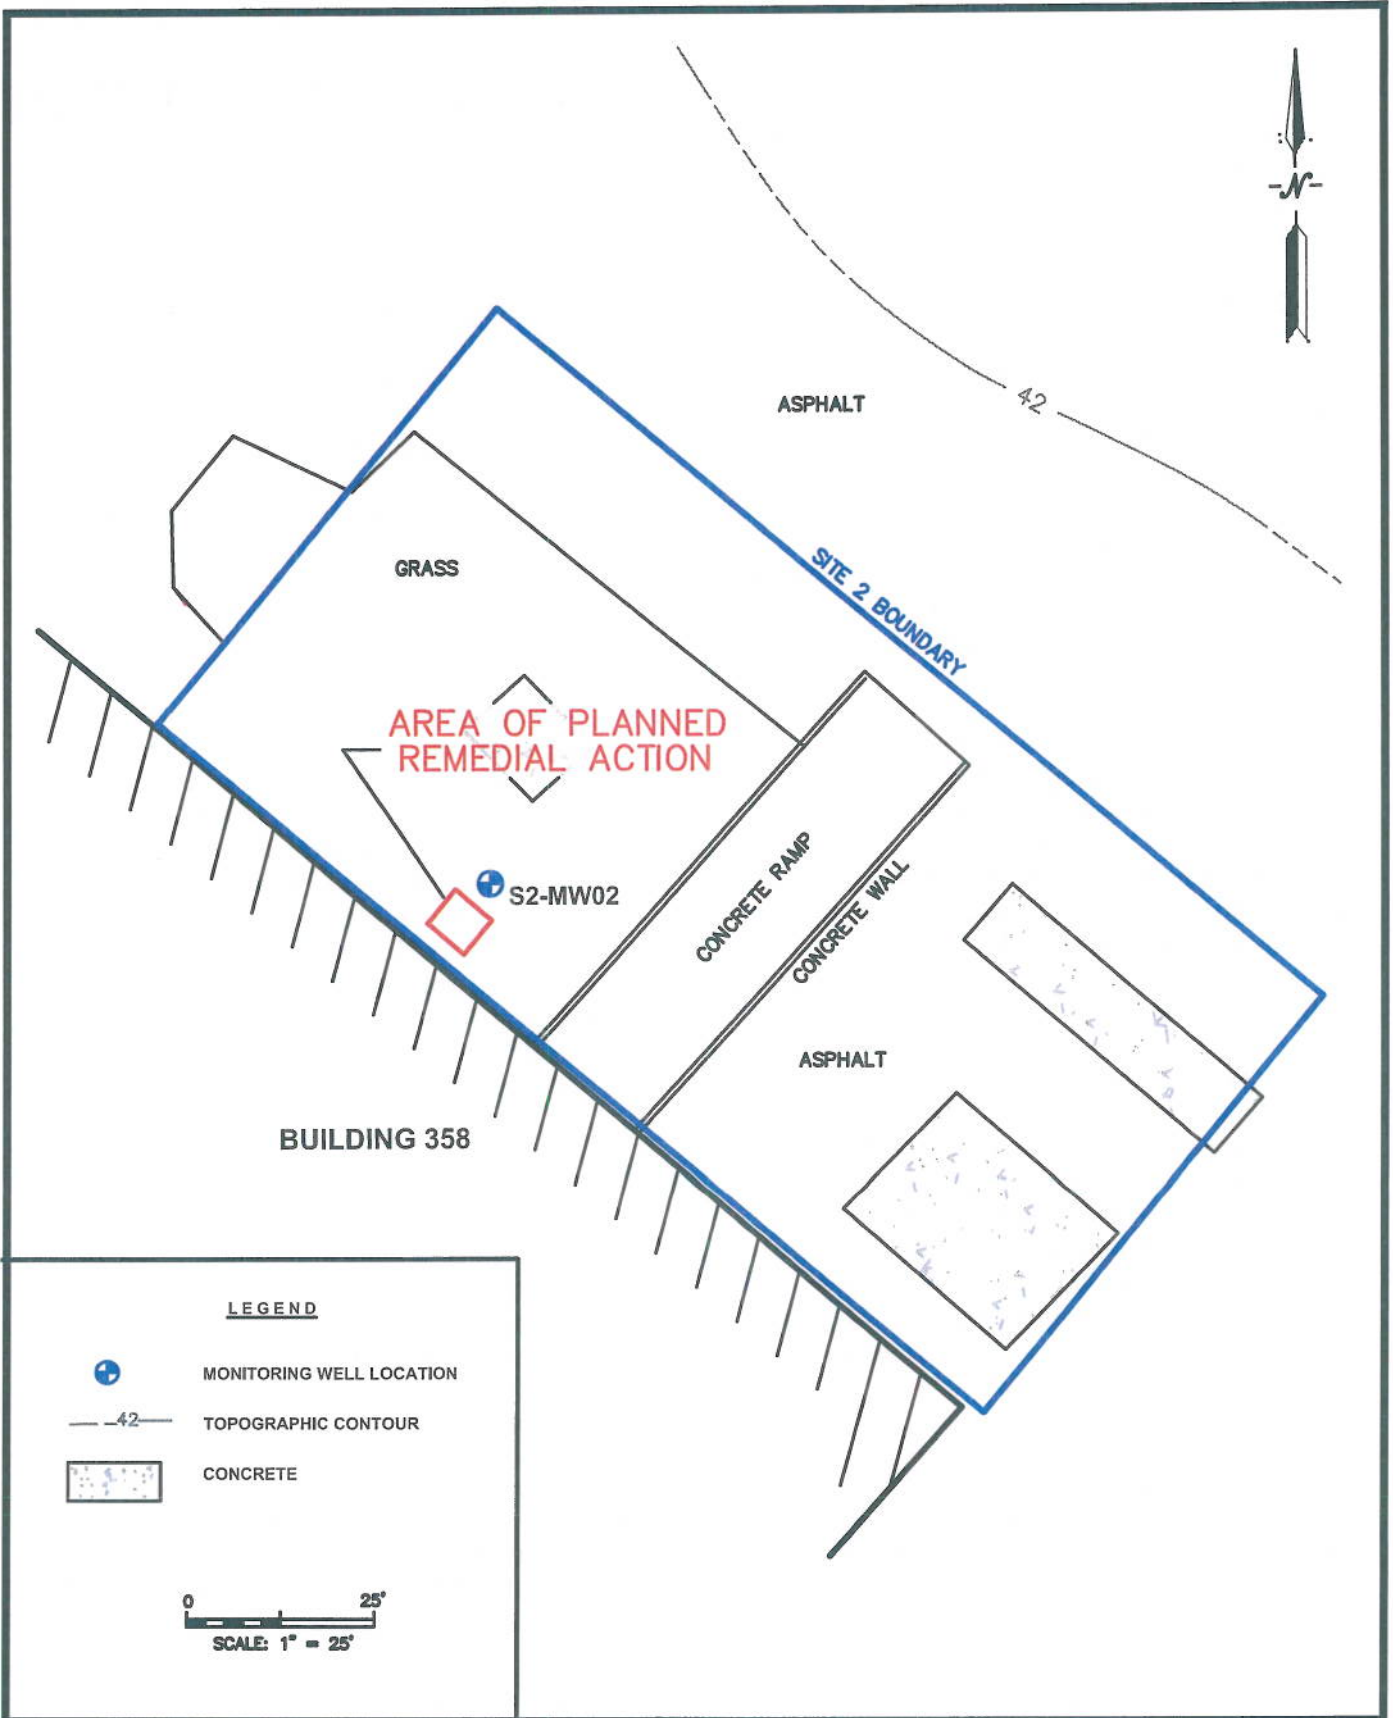 -N-
42
ASPHALT
SITE 2 BOUNDARY
GRASS
AREA OF PLANNED
REMEDIAL ACTION
S2-MW02
CONCRETE RAMP
CONCRETE WALL
ASPHALT
BUILDING 358
LEGEND
MONITORING WELL LOCATION
42
TOPOGRAPHIC CONTOUR
CONCRETE
0 25'
SCALE: 1" = 25'